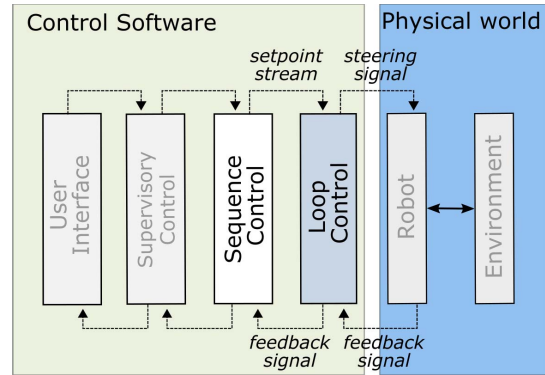 Control Software
Physical world
setpoint
stream
steering
signal
User
Interface
Supervisory
Control
Sequence
Control
Loop
Control
Robot
Environment
feedback
signal
feedback
signal